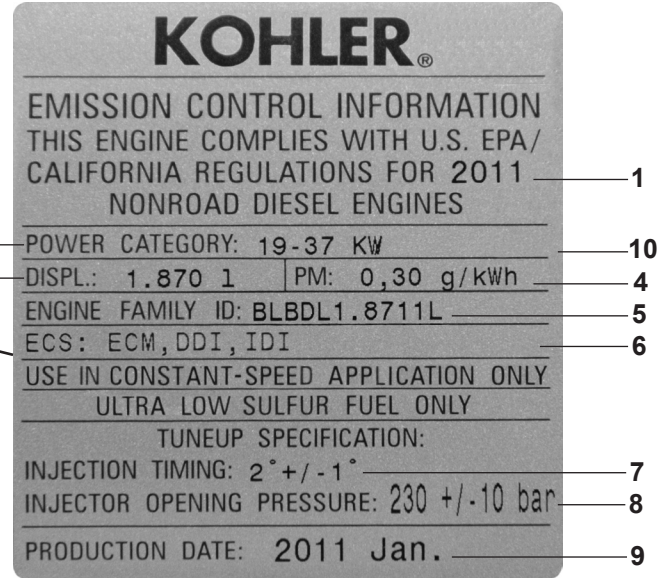 KOHLER®
EMISSION CONTROL INFORMATION
THIS ENGINE COMPLIES WITH U.S. EPA/
CALIFORNIA REGULATIONS FOR 2011 1
NONROAD DIESEL ENGINES
POWER CATEGORY: 19-37 KW 10
DISPL.: 1.870 l PM: 0,30 g/kWh 4
ENGINE FAMILY ID: BLBDL1.8711L 5
ECS: ECM,DDI,IDI 6
USE IN CONSTANT-SPEED APPLICATION ONLY
ULTRA LOW SULFUR FUEL ONLY
TUNEUP SPECIFICATION:
INJECTION TIMING: 2°+/-1° 7
INJECTOR OPENING PRESSURE: 230 +/-10 bar 8
PRODUCTION DATE: 2011 Jan. 9